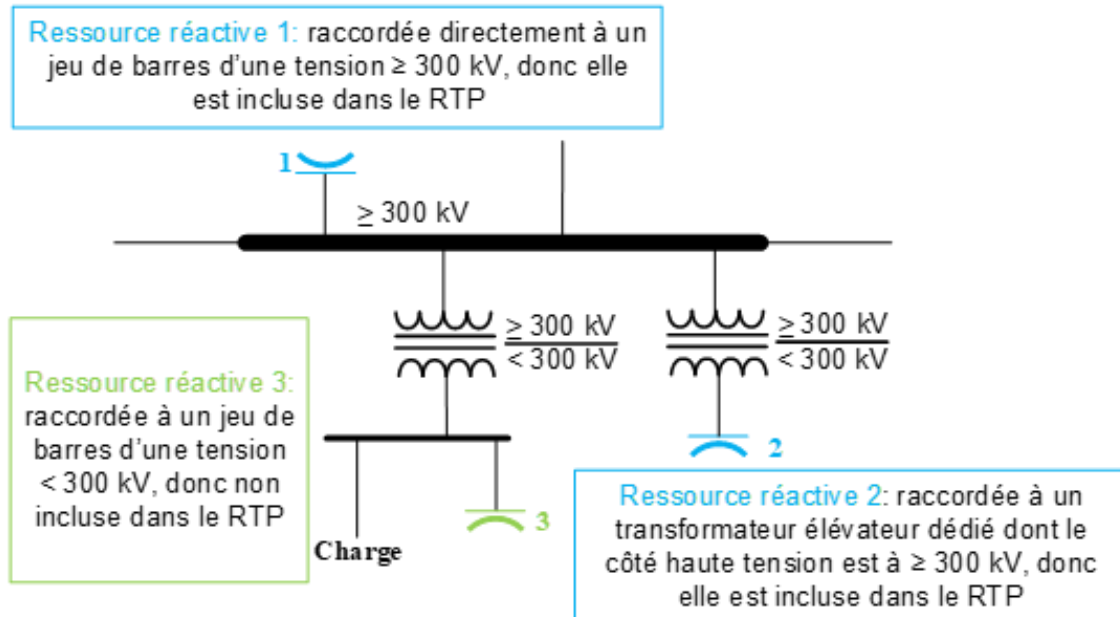 Ressource réactive 1: raccordée directement à un
jeu de barres d'une tension ≥ 300 kV, donc elle
est incluse dans le RTP
1
≥ 300 kV
≥ 300 kV
< 300 kV
≥ 300 kV
< 300 kV
Ressource réactive 3:
raccordée à un jeu de
barres d'une tension
< 300 kV, donc non
incluse dans le RTP
2
3
Charge
Ressource réactive 2: raccordée à un
transformateur élévateur dédié dont le
côté haute tension est à ≥ 300 kV, donc
elle est incluse dans le RTP